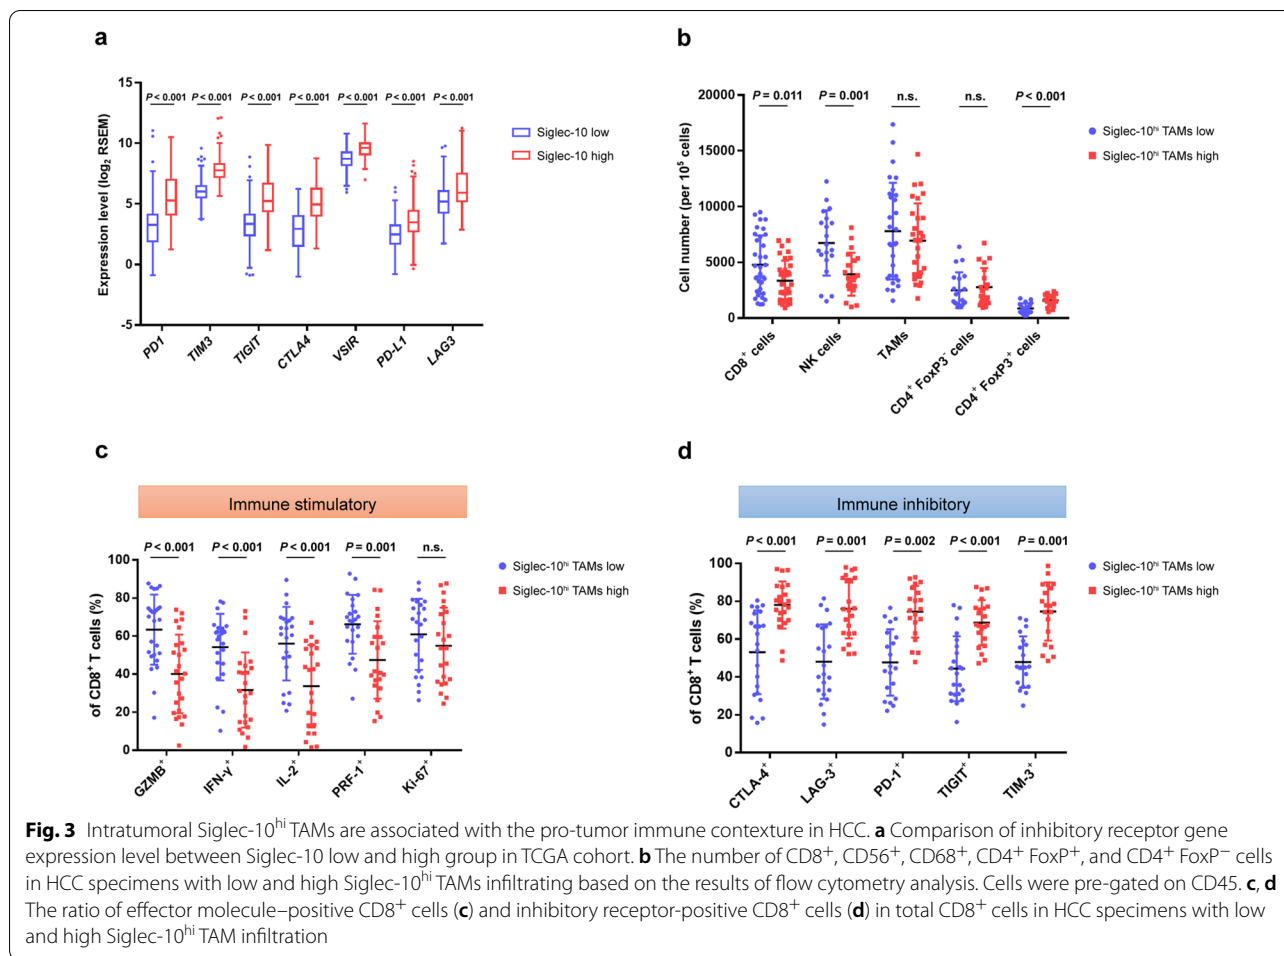 a
P < 0.001 P < 0.001 P < 0.001 P < 0.001 P < 0.001 P < 0.001 P < 0.001
Siglec-10 low
Siglec-10 high
Expression level (log₂ RSEM)
15
10
5
0
-5
PD1 TIM3 TIGIT CTLA4 VSIR PD-L1 LAG3
b
P = 0.011 P = 0.001 n.s. n.s. P < 0.001
Siglec-10ʰⁱ TAMs low
Siglec-10ʰⁱ TAMs high
Cell number (per 10⁵ cells)
20000
15000
10000
5000
0
CD8⁺ cells NK cells TAMs CD4⁺ FoxP3⁻ cells CD4⁺ FoxP3⁺ cells
c
Immune stimulatory
P < 0.001 P < 0.001 P < 0.001 P = 0.001 n.s.
Siglec-10ʰⁱ TAMs low
Siglec-10ʰⁱ TAMs high
of CD8⁺ T cells (%)
100
80
60
40
20
0
GZMB⁺ IFN-γ⁺ IL-2⁺ PRF-1⁺ Ki-67⁺
d
Immune inhibitory
P < 0.001 P = 0.001 P = 0.002 P < 0.001 P = 0.001
Siglec-10ʰⁱ TAMs low
Siglec-10ʰⁱ TAMs high
of CD8⁺ T cells (%)
100
80
60
40
20
0
CTLA-4⁺ LAG-3⁺ PD-1⁺ TIGIT⁺ TIM-3⁺
Fig. 3 Intratumoral Siglec-10ʰⁱ TAMs are associated with the pro-tumor immune contexture in HCC. a Comparison of inhibitory receptor gene
expression level between Siglec-10 low and high group in TCGA cohort. b The number of CD8⁺, CD56⁺, CD68⁺, CD4⁺ FoxP⁺, and CD4⁺ FoxP⁻ cells
in HCC specimens with low and high Siglec-10ʰⁱ TAMs infiltrating based on the results of flow cytometry analysis. Cells were pre-gated on CD45. c, d
The ratio of effector molecule–positive CD8⁺ cells (c) and inhibitory receptor-positive CD8⁺ cells (d) in total CD8⁺ cells in HCC specimens with low
and high Siglec-10ʰⁱ TAM infiltration